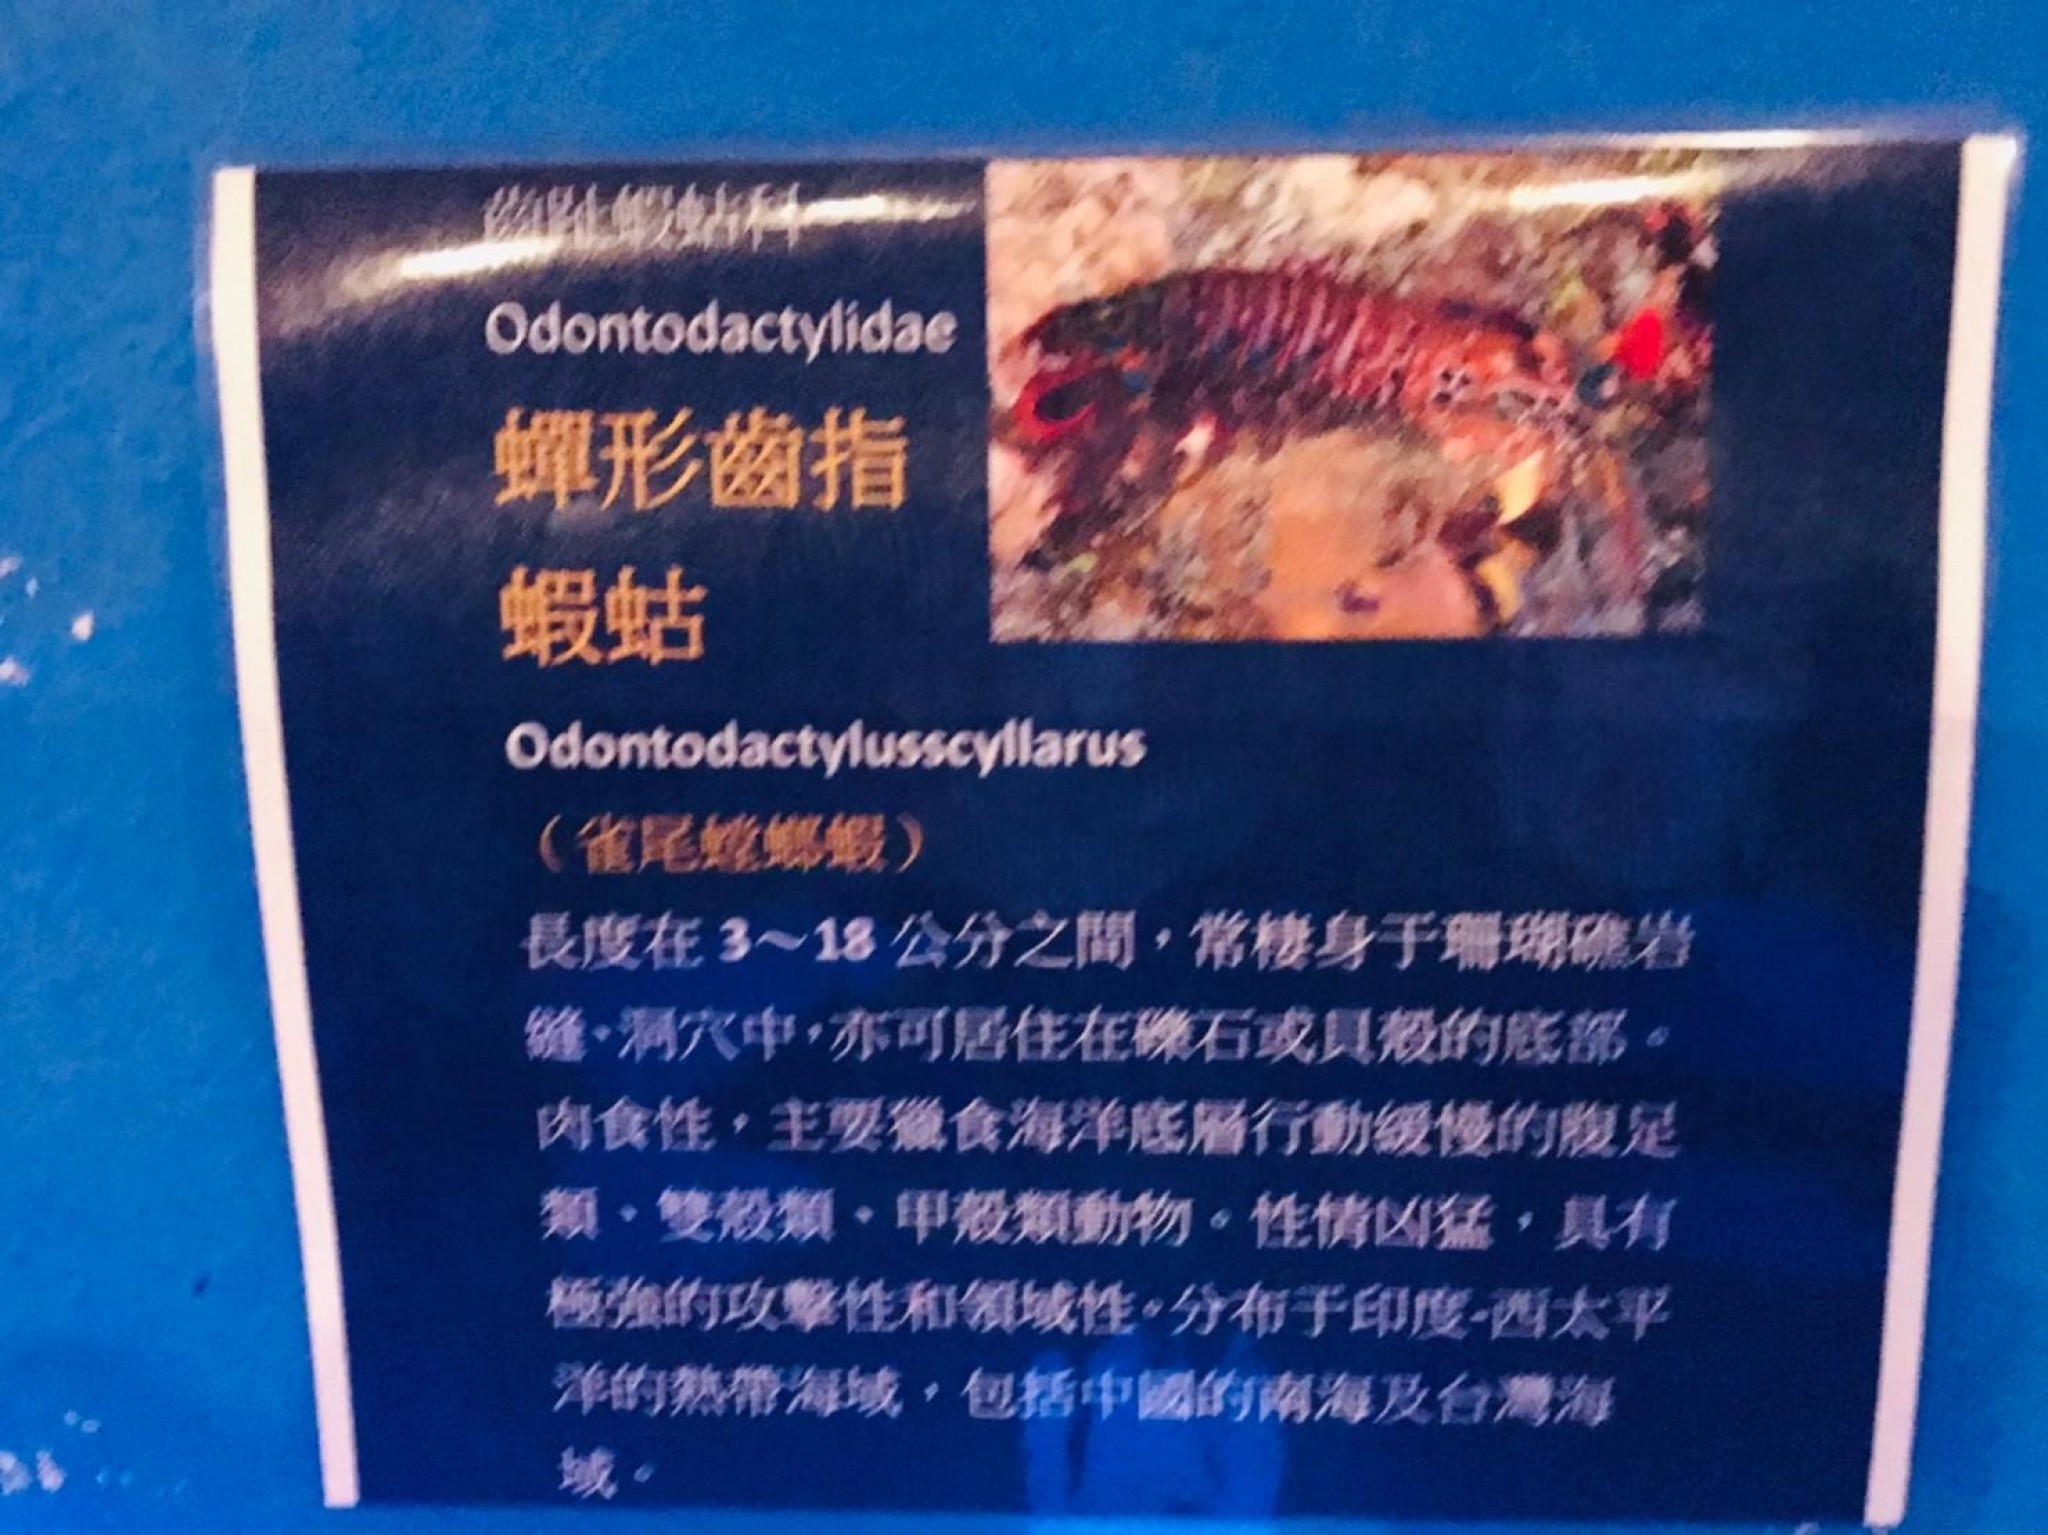 齒趾蝦蛄科
Odontodactylidae
蟬形齒指
蝦蛄
Odontodactylusscyllarus
（雀尾螳螂蝦）
長度在 3～18 公分之間，常棲身于珊瑚礁岩
縫、洞穴中，亦可居住在礫石或貝殼的底部。
肉食性，主要獵食海洋底層行動緩慢的腹足
類、雙殼類、甲殼類動物。性情凶猛，具有
極強的攻擊性和領域性。分布于印度-西太平
洋的熱帶海域，包括中國的南海及台灣海
域。